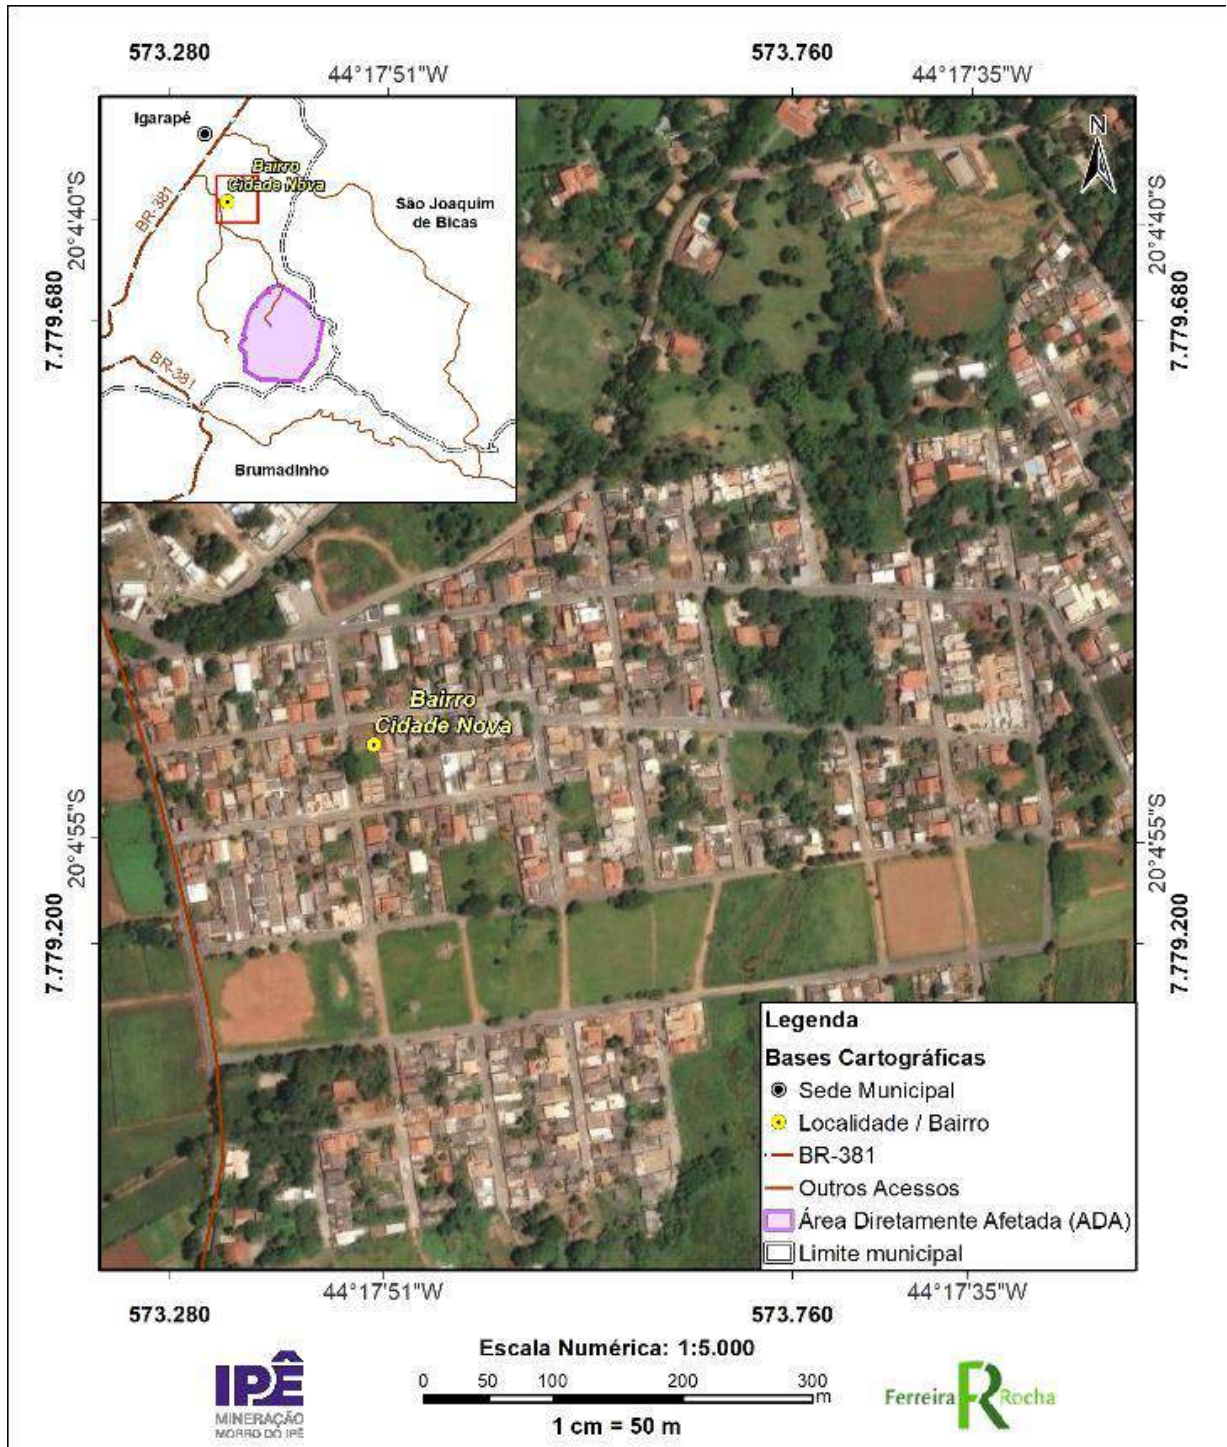 573.280
573.760
44°17'51"W
44°17'35"W
Igarapé
Bairro
Cidade Nova
BR-381
São Joaquim
de Bicas
BR-381
Brumadinho
N
20°4'40"S
20°4'40"S
7.779.680
7.779.680
Bairro
Cidade Nova
20°4'55"S
20°4'55"S
7.779.200
7.779.200
Legenda
Bases Cartográficas
Sede Municipal
Localidade / Bairro
BR-381
Outros Acessos
Área Diretamente Afetada (ADA)
Limite municipal
44°17'51"W
44°17'35"W
573.280
573.760
Escala Numérica: 1:5.000
0 50 100 200 300
m
1 cm = 50 m
IPÊ
MINERAÇÃO
MORRO DO IPÊ
Ferreira FR Rocha